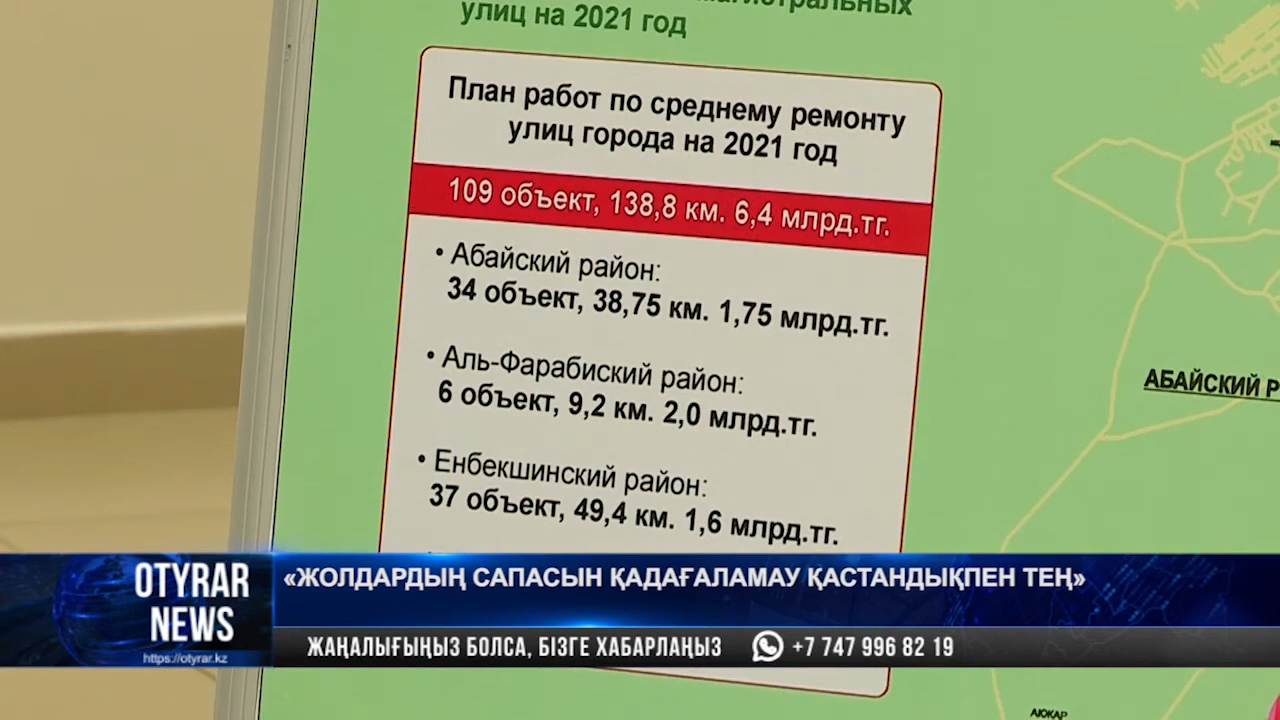 магистральных
улиц на 2021 год
План работ по среднему ремонту
улиц города на 2021 год
109 объект, 138,8 км. 6,4 млрд.тг.
• Абайский район:
34 объект, 38,75 км. 1,75 млрд.тг.
• Аль-Фарабиский район:
6 объект, 9,2 км. 2,0 млрд.тг.
• Енбекшинский район:
37 объект, 49,4 км. 1,6 млрд.тг.
АБАЙСКИЙ Р
OTYRAR
NEWS
https://otyrar.kz
«ЖОЛДАРДЫҢ САПАСЫН ҚАДАҒАЛАМАУ ҚАСТАНДЫҚПЕН ТЕҢ»
ЖАҢАЛЫҒЫҢЫЗ БОЛСА, БІЗГЕ ХАБАРЛАҢЫЗ
+7 747 996 82 19